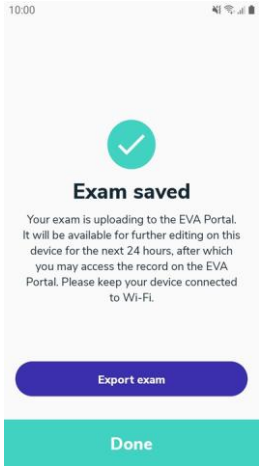 10:00
Exam saved
Your exam is uploading to the EVA Portal.
It will be available for further editing on this
device for the next 24 hours, after which
you may access the record on the EVA
Portal. Please keep your device connected
to Wi-Fi.
Export exam
Done